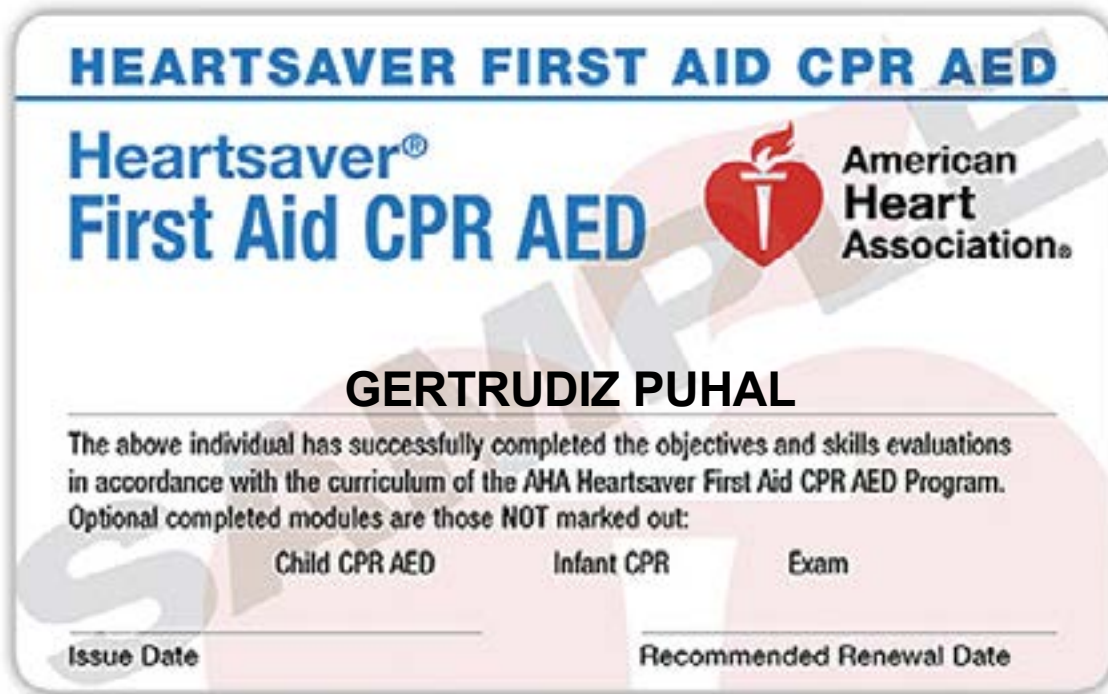 HEARTSAVER FIRST AID CPR AED
Heartsaver®
First Aid CPR AED
American
Heart
Association®
SAMPLE
GERTRUDIZ PUHAL
The above individual has successfully completed the objectives and skills evaluations
in accordance with the curriculum of the AHA Heartsaver First Aid CPR AED Program.
Optional completed modules are those NOT marked out:
Child CPR AED Infant CPR Exam
Issue Date Recommended Renewal Date